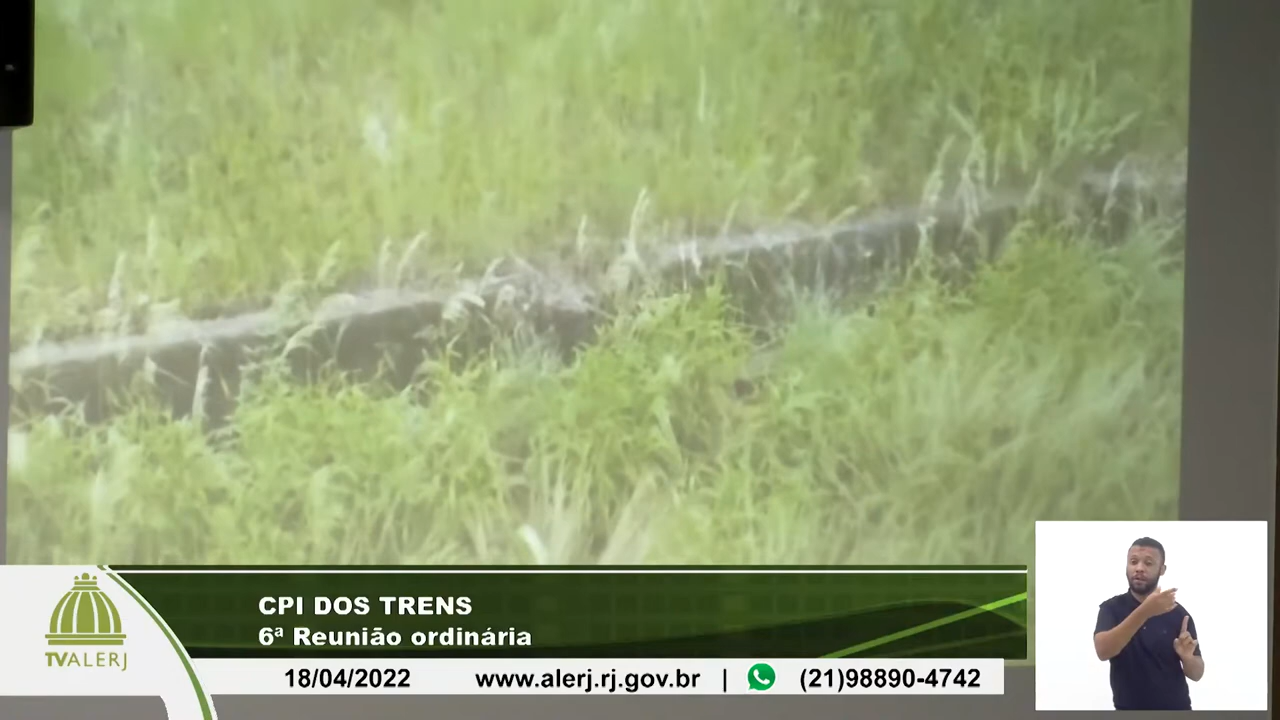 CPI DOS TRENS
6ª Reunião ordinária
TVALERJ
18/04/2022 www.alerj.rj.gov.br | (21)98890-4742